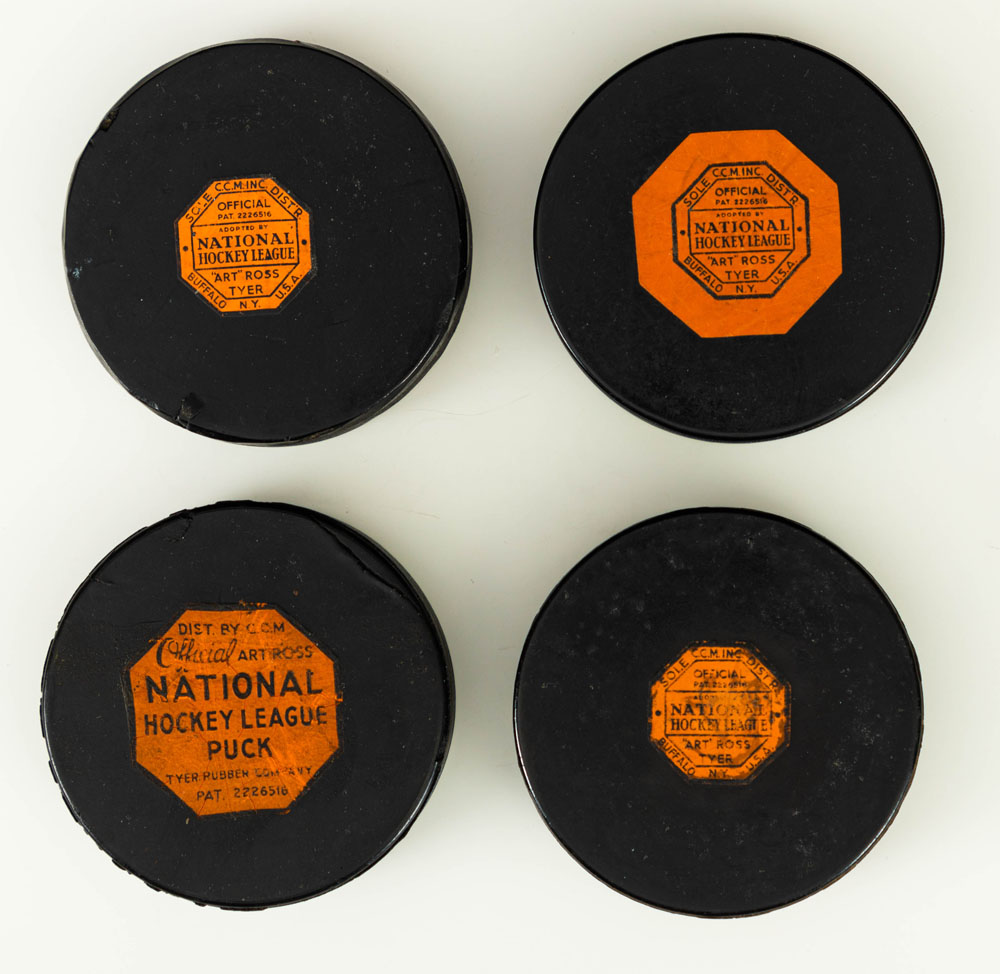 SOLE C.C.M. INC. DISTR.
OFFICIAL
PAT. 2226516
ADOPTED BY
NATIONAL
HOCKEY LEAGUE
"ART" ROSS
TYER
BUFFALO N.Y. U.S.A.
SOLE C.C.M. INC. DISTR.
OFFICIAL
PAT. 2226516
ADOPTED BY
NATIONAL
HOCKEY LEAGUE
"ART" ROSS
TYER
BUFFALO N.Y. U.S.A.
DIST. BY C.C.M.
Official ART ROSS
NATIONAL
HOCKEY LEAGUE
PUCK
TYER RUBBER COMPANY
PAT. 2226516
SOLE C.C.M. INC. DISTR.
OFFICIAL
PAT. 2226516
NATIONAL
HOCKEY LEAGUE
"ART" ROSS
TYER
BUFFALO N.Y. U.S.A.